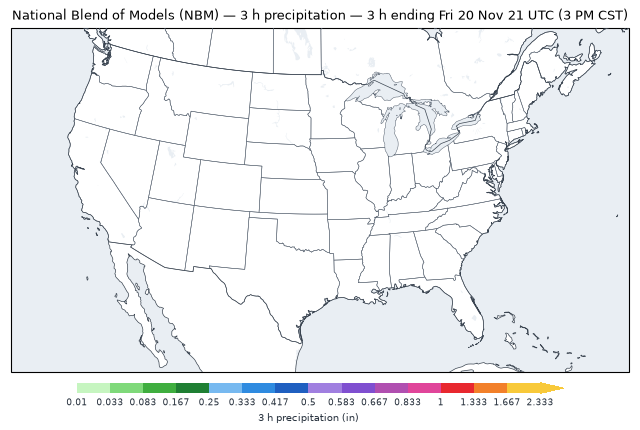 National Blend of Models (NBM) — 3 h precipitation — 3 h ending Fri 20 Nov 21 UTC (3 PM CST)
0.01 0.033 0.083 0.167 0.25 0.333 0.417 0.5 0.583 0.667 0.833 1 1.333 1.667 2.333
3 h precipitation (in)